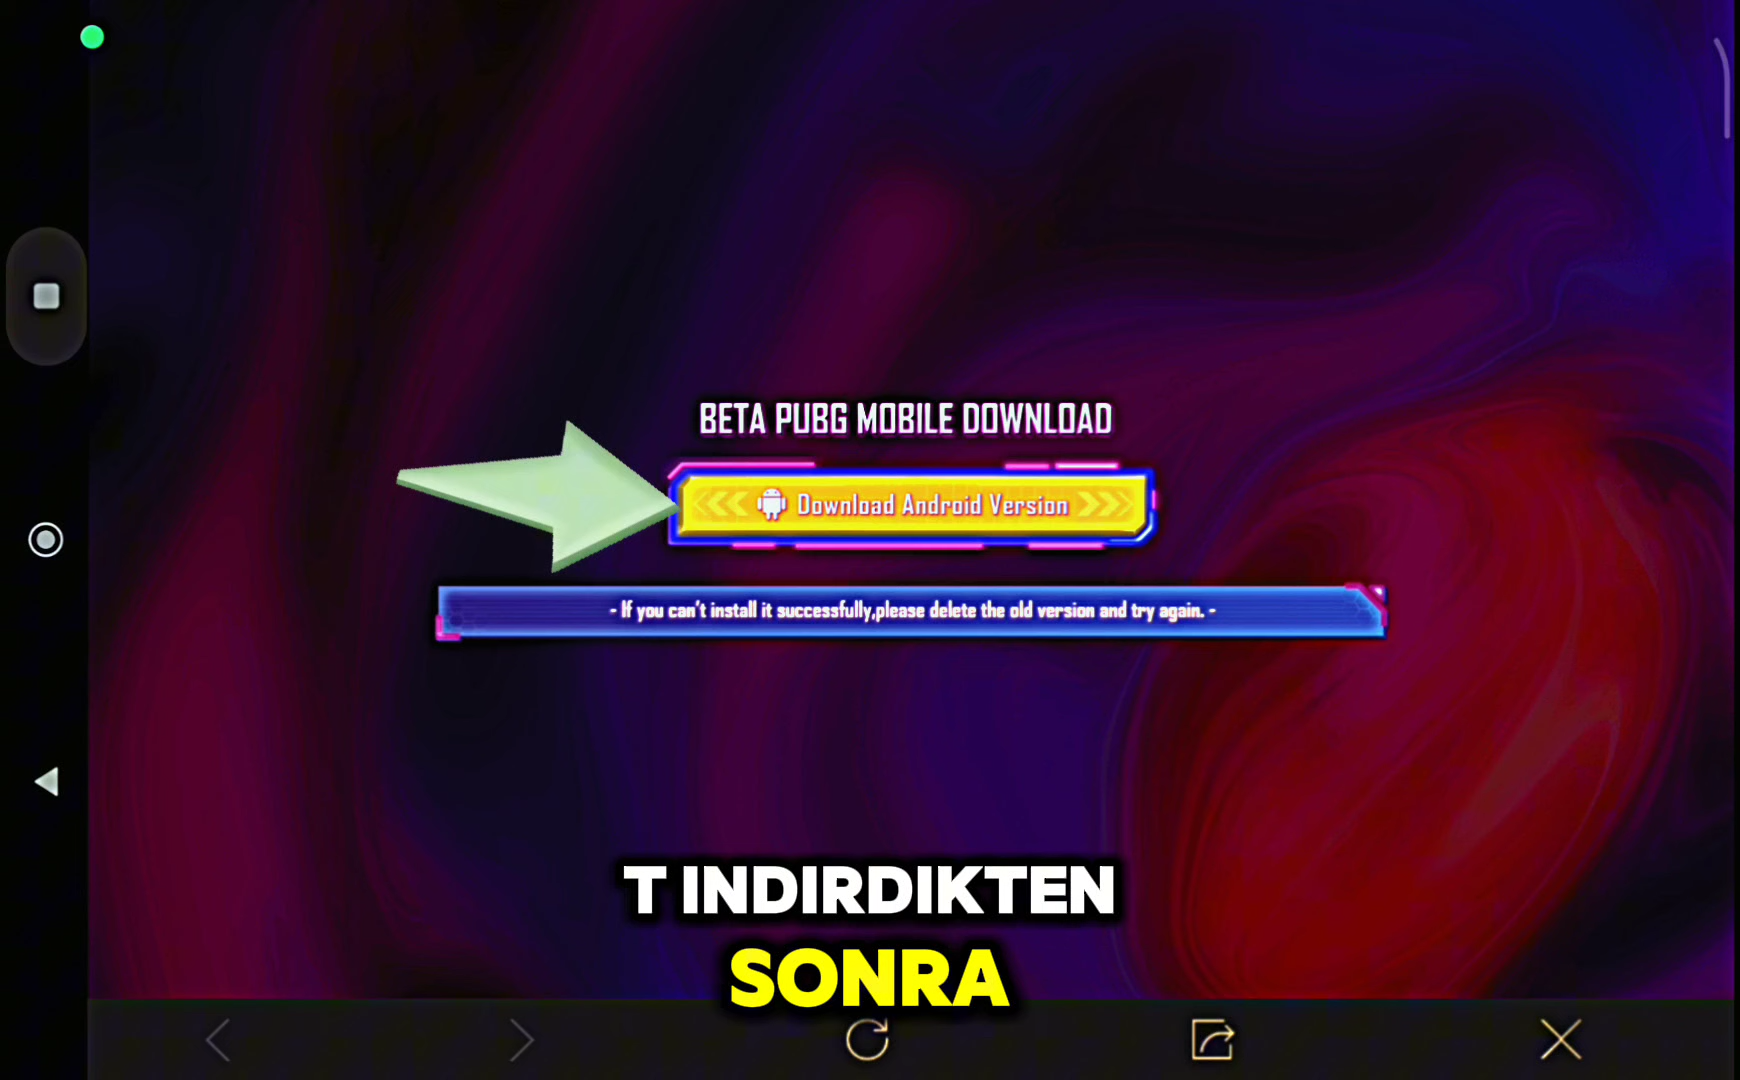 BETA PUBG MOBILE DOWNLOAD
Download Android Version
- If you can't install it successfully,please delete the old version and try again. -
T INDIRDIKTEN
SONRA